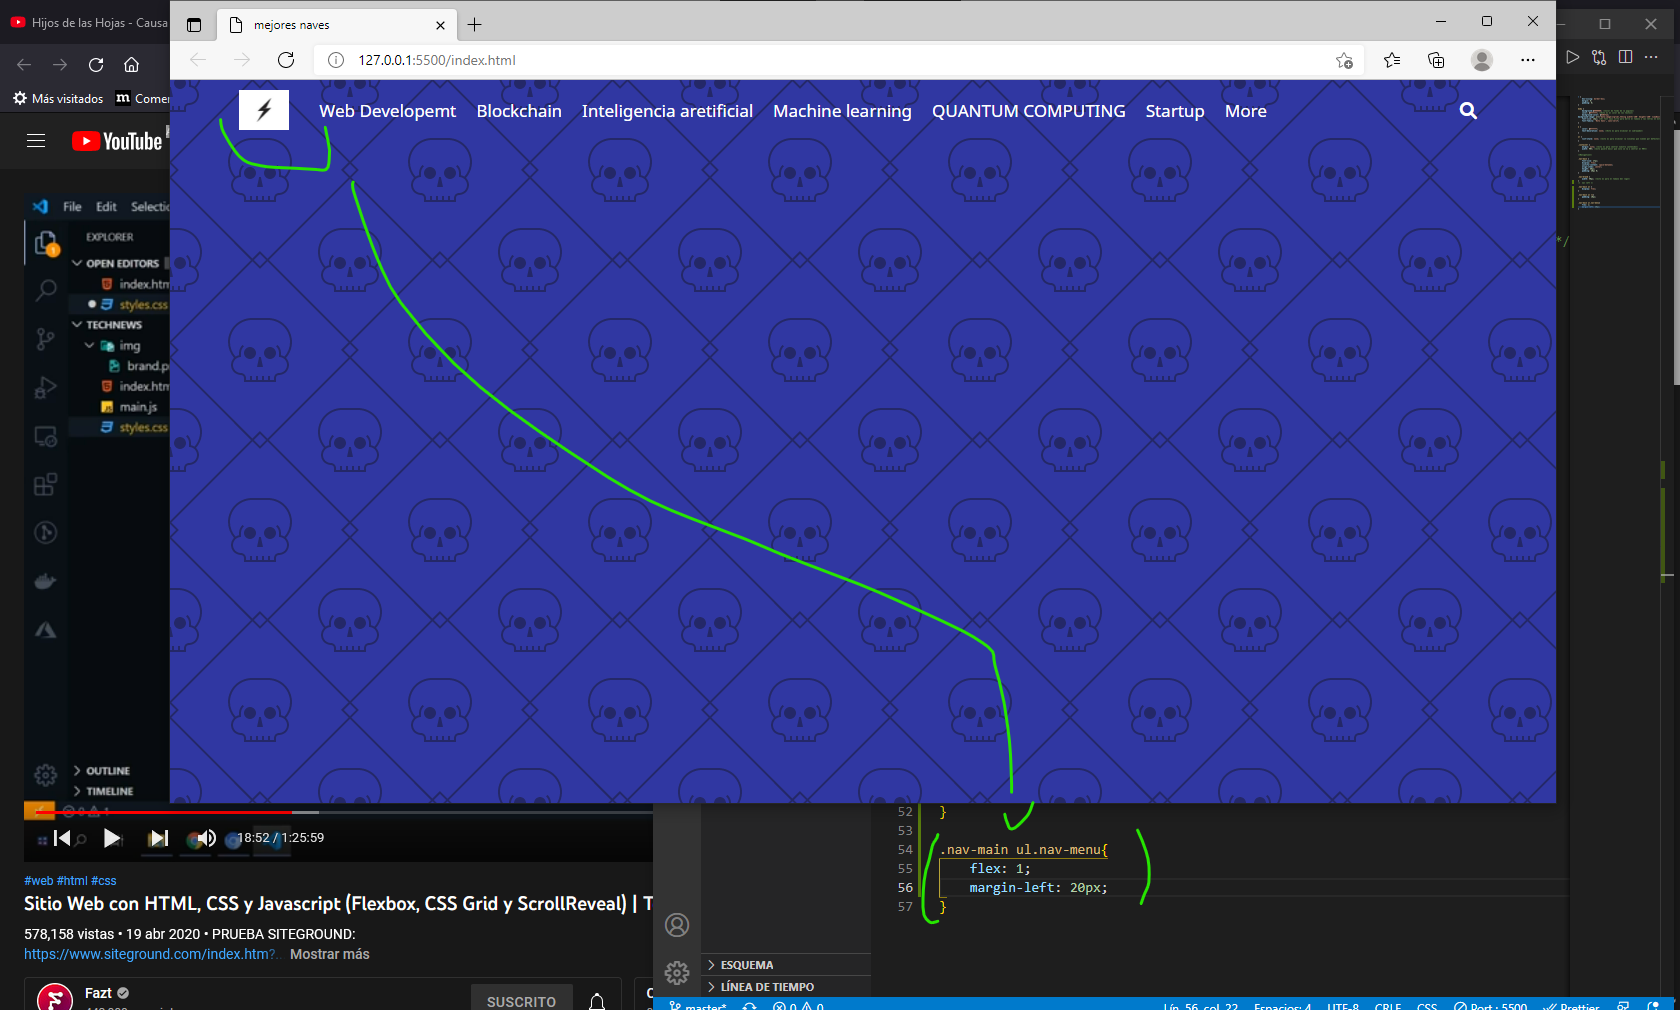 Hijos de las Hojas - Causa
mejores naves
127.0.0.1:5500/index.html
Más visitados
YouTube
Web Developemt Blockchain Inteligencia aretificial Machine learning QUANTUM COMPUTING Startup More
File Edit Selectio
EXPLORER
OPEN EDITORS
index.htm
styles.css
TECHNEWS
img
brand.p
index.htm
main.js
styles.css
OUTLINE
TIMELINE
18:52 / 1:25:59
#web #html #css
Sitio Web con HTML, CSS y Javascript (Flexbox, CSS Grid y ScrollReveal) | T
578,158 vistas • 19 abr 2020 • PRUEBA SITEGROUND:
https://www.siteground.com/index.htm?... Mostrar más
Fazt
SUSCRITO
*/
52 }
53
54 .nav-main ul.nav-menu{
55 flex: 1;
56 margin-left: 20px;
57 }
ESQUEMA
LÍNEA DE TIEMPO
master* 0 0 Lín. 56, col. 22 Espacios: 4 UTF-8 CRLF CSS Port : 5500 Prettier